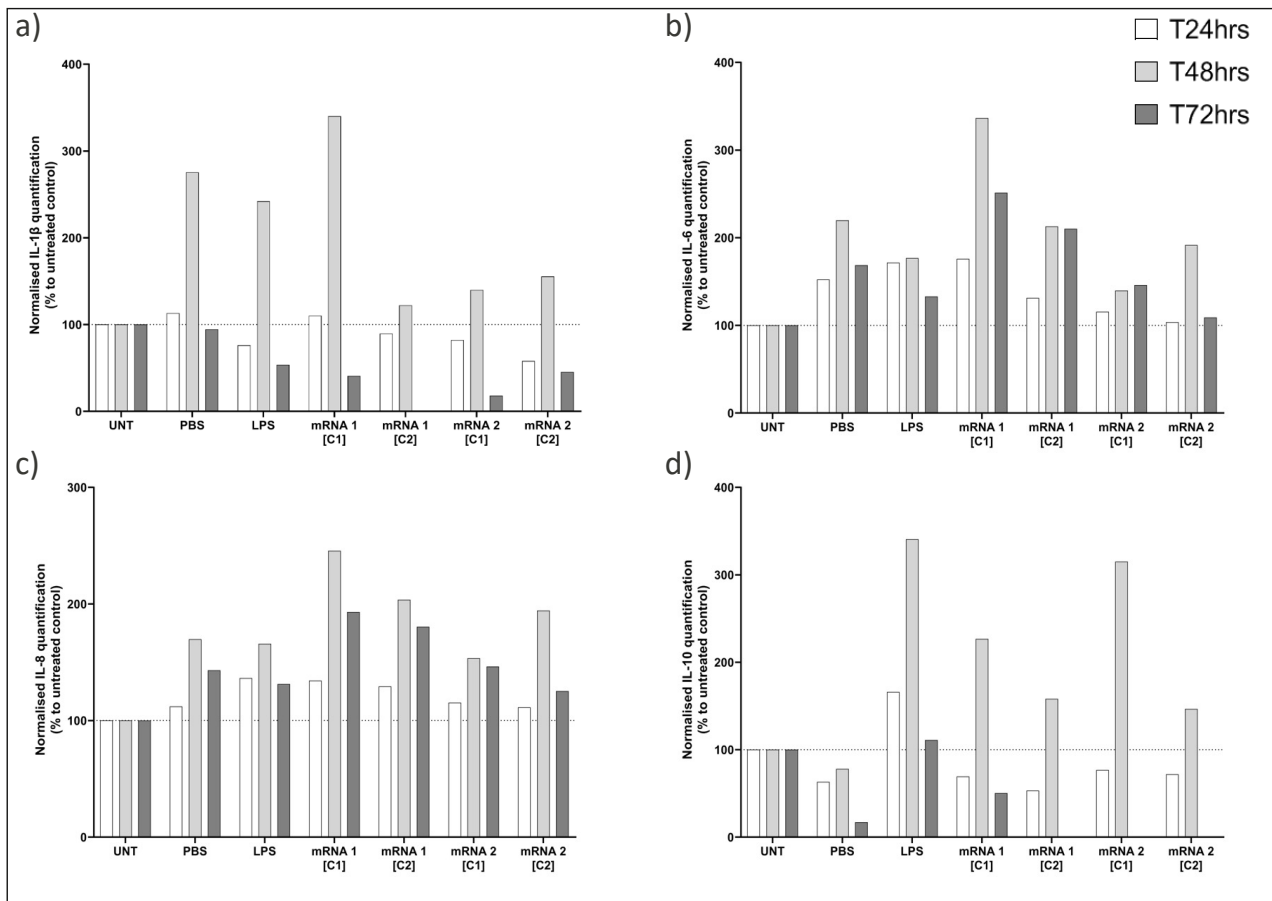 a)
Normalised IL-1β quantification
(% to untreated control)
400
300
200
100
0
UNT PBS LPS mRNA 1 mRNA 1 mRNA 2 mRNA 2
[C1] [C2] [C1] [C2]
b)
T24hrs
T48hrs
T72hrs
Normalised IL-6 quantification
(% to untreated control)
400
300
200
100
0
UNT PBS LPS mRNA 1 mRNA 1 mRNA 2 mRNA 2
[C1] [C2] [C1] [C2]
c)
Normalised IL-8 quantification
(% to untreated control)
300
200
100
0
UNT PBS LPS mRNA 1 mRNA 1 mRNA 2 mRNA 2
[C1] [C2] [C1] [C2]
d)
Normalised IL-10 quantification
(% to untreated control)
400
300
200
100
0
UNT PBS LPS mRNA 1 mRNA 1 mRNA 2 mRNA 2
[C1] [C2] [C1] [C2]